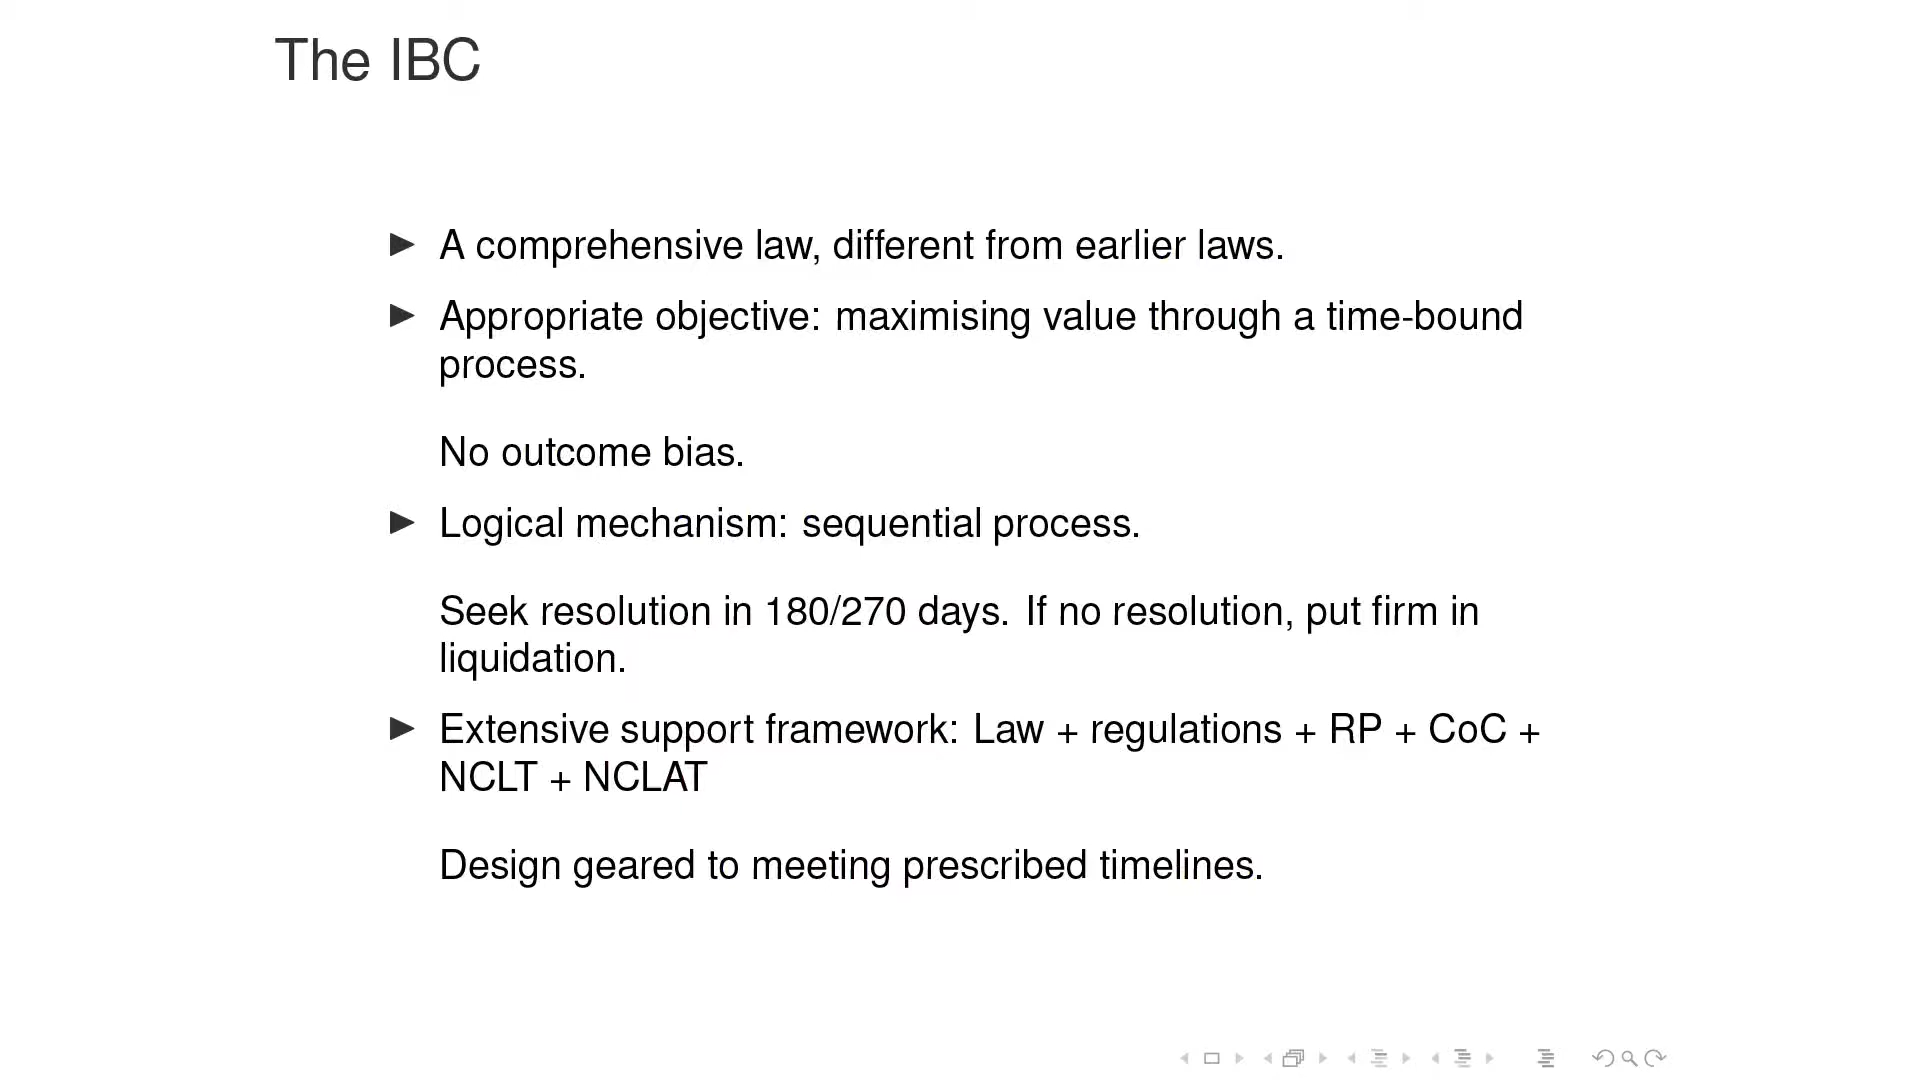 The IBC
A comprehensive law, different from earlier laws.
Appropriate objective: maximising value through a time-bound
process.
No outcome bias.
Logical mechanism: sequential process.
Seek resolution in 180/270 days. If no resolution, put firm in
liquidation.
Extensive support framework: Law + regulations + RP + CoC +
NCLT + NCLAT
Design geared to meeting prescribed timelines.